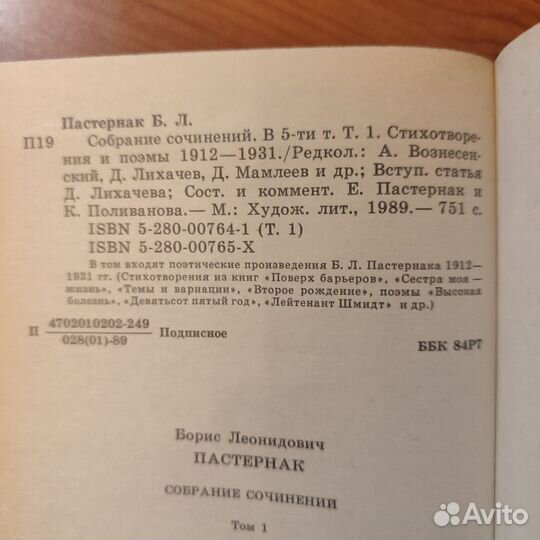 Пастернак Б. Л.
П19 Собрание сочинений. В 5-ти т. Т. 1. Стихотворе-
ния и поэмы 1912—1931./Редкол.: А. Вознесен-
ский, Д. Лихачев, Д. Мамлеев и др.; Вступ. статья
Д. Лихачева; Сост. и коммент. Е. Пастернак и
К. Поливанова.— М.: Худож. лит., 1989.— 751 с.
ISBN 5-280-00764-1 (Т. 1)
ISBN 5-280-00765-X
В том входят поэтические произведения Б. Л. Пастернака 1912—
1931 гг. (Стихотворения из книг «Поверх барьеров», «Сестра моя —
жизнь», «Темы и вариации», «Второе рождение», поэмы «Высокая
болезнь», «Девятьсот пятый год», «Лейтенант Шмидт» и др.)
П 4702010202-249
028(01)-89 Подписное
ББК 84Р7
Борис Леонидович
ПАСТЕРНАК
СОБРАНИЕ СОЧИНЕНИЙ
Том 1
Avito